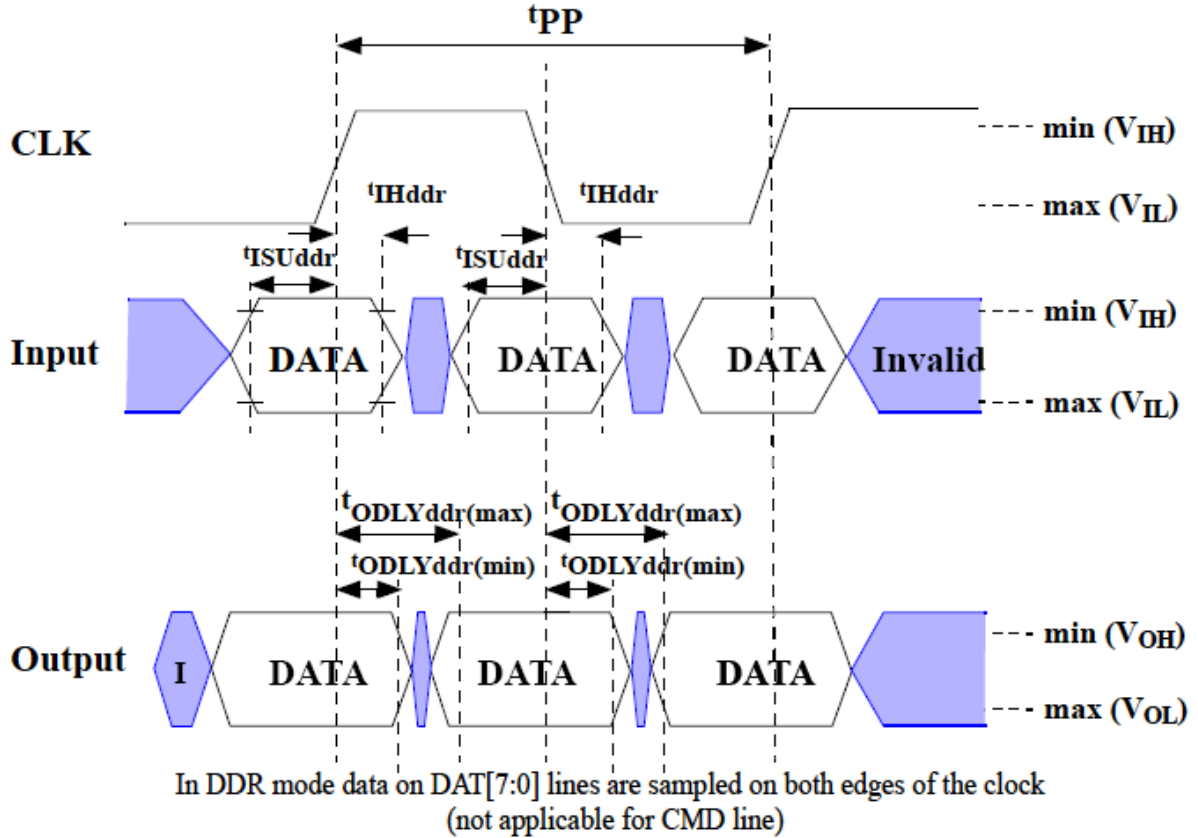 tPP
CLK
min (VIH)
max (VIL)
tIHddr tIHddr
tISUddr tISUddr
Input
DATA DATA DATA Invalid
min (VIH)
max (VIL)
tODLYddr(max) tODLYddr(max)
tODLYddr(min) tODLYddr(min)
Output
I DATA DATA DATA
min (VOH)
max (VOL)
In DDR mode data on DAT[7:0] lines are sampled on both edges of the clock
(not applicable for CMD line)